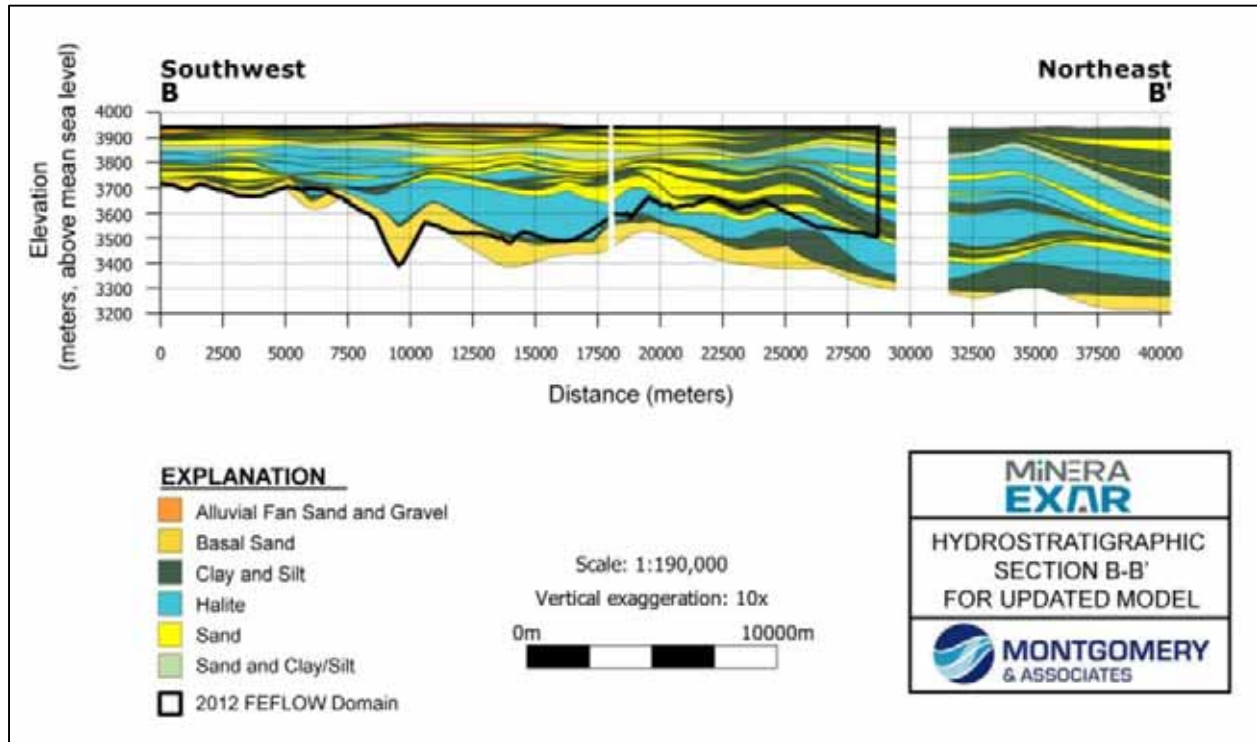 Southwest
B
Northeast
B'
Elevation
(meters, above mean sea level)
4000
3900
3800
3700
3600
3500
3400
3300
3200
0 2500 5000 7500 10000 12500 15000 17500 20000 22500 25000 27500 30000 32500 35000 37500 40000
Distance (meters)
EXPLANATION
Alluvial Fan Sand and Gravel
Basal Sand
Clay and Silt
Halite
Sand
Sand and Clay/Silt
2012 FEFLOW Domain
Scale: 1:190,000
Vertical exaggeration: 10x
0m 10000m
MINERA
EXAR
HYDROSTRATIGRAPHIC
SECTION B-B'
FOR UPDATED MODEL
MONTGOMERY
& ASSOCIATES